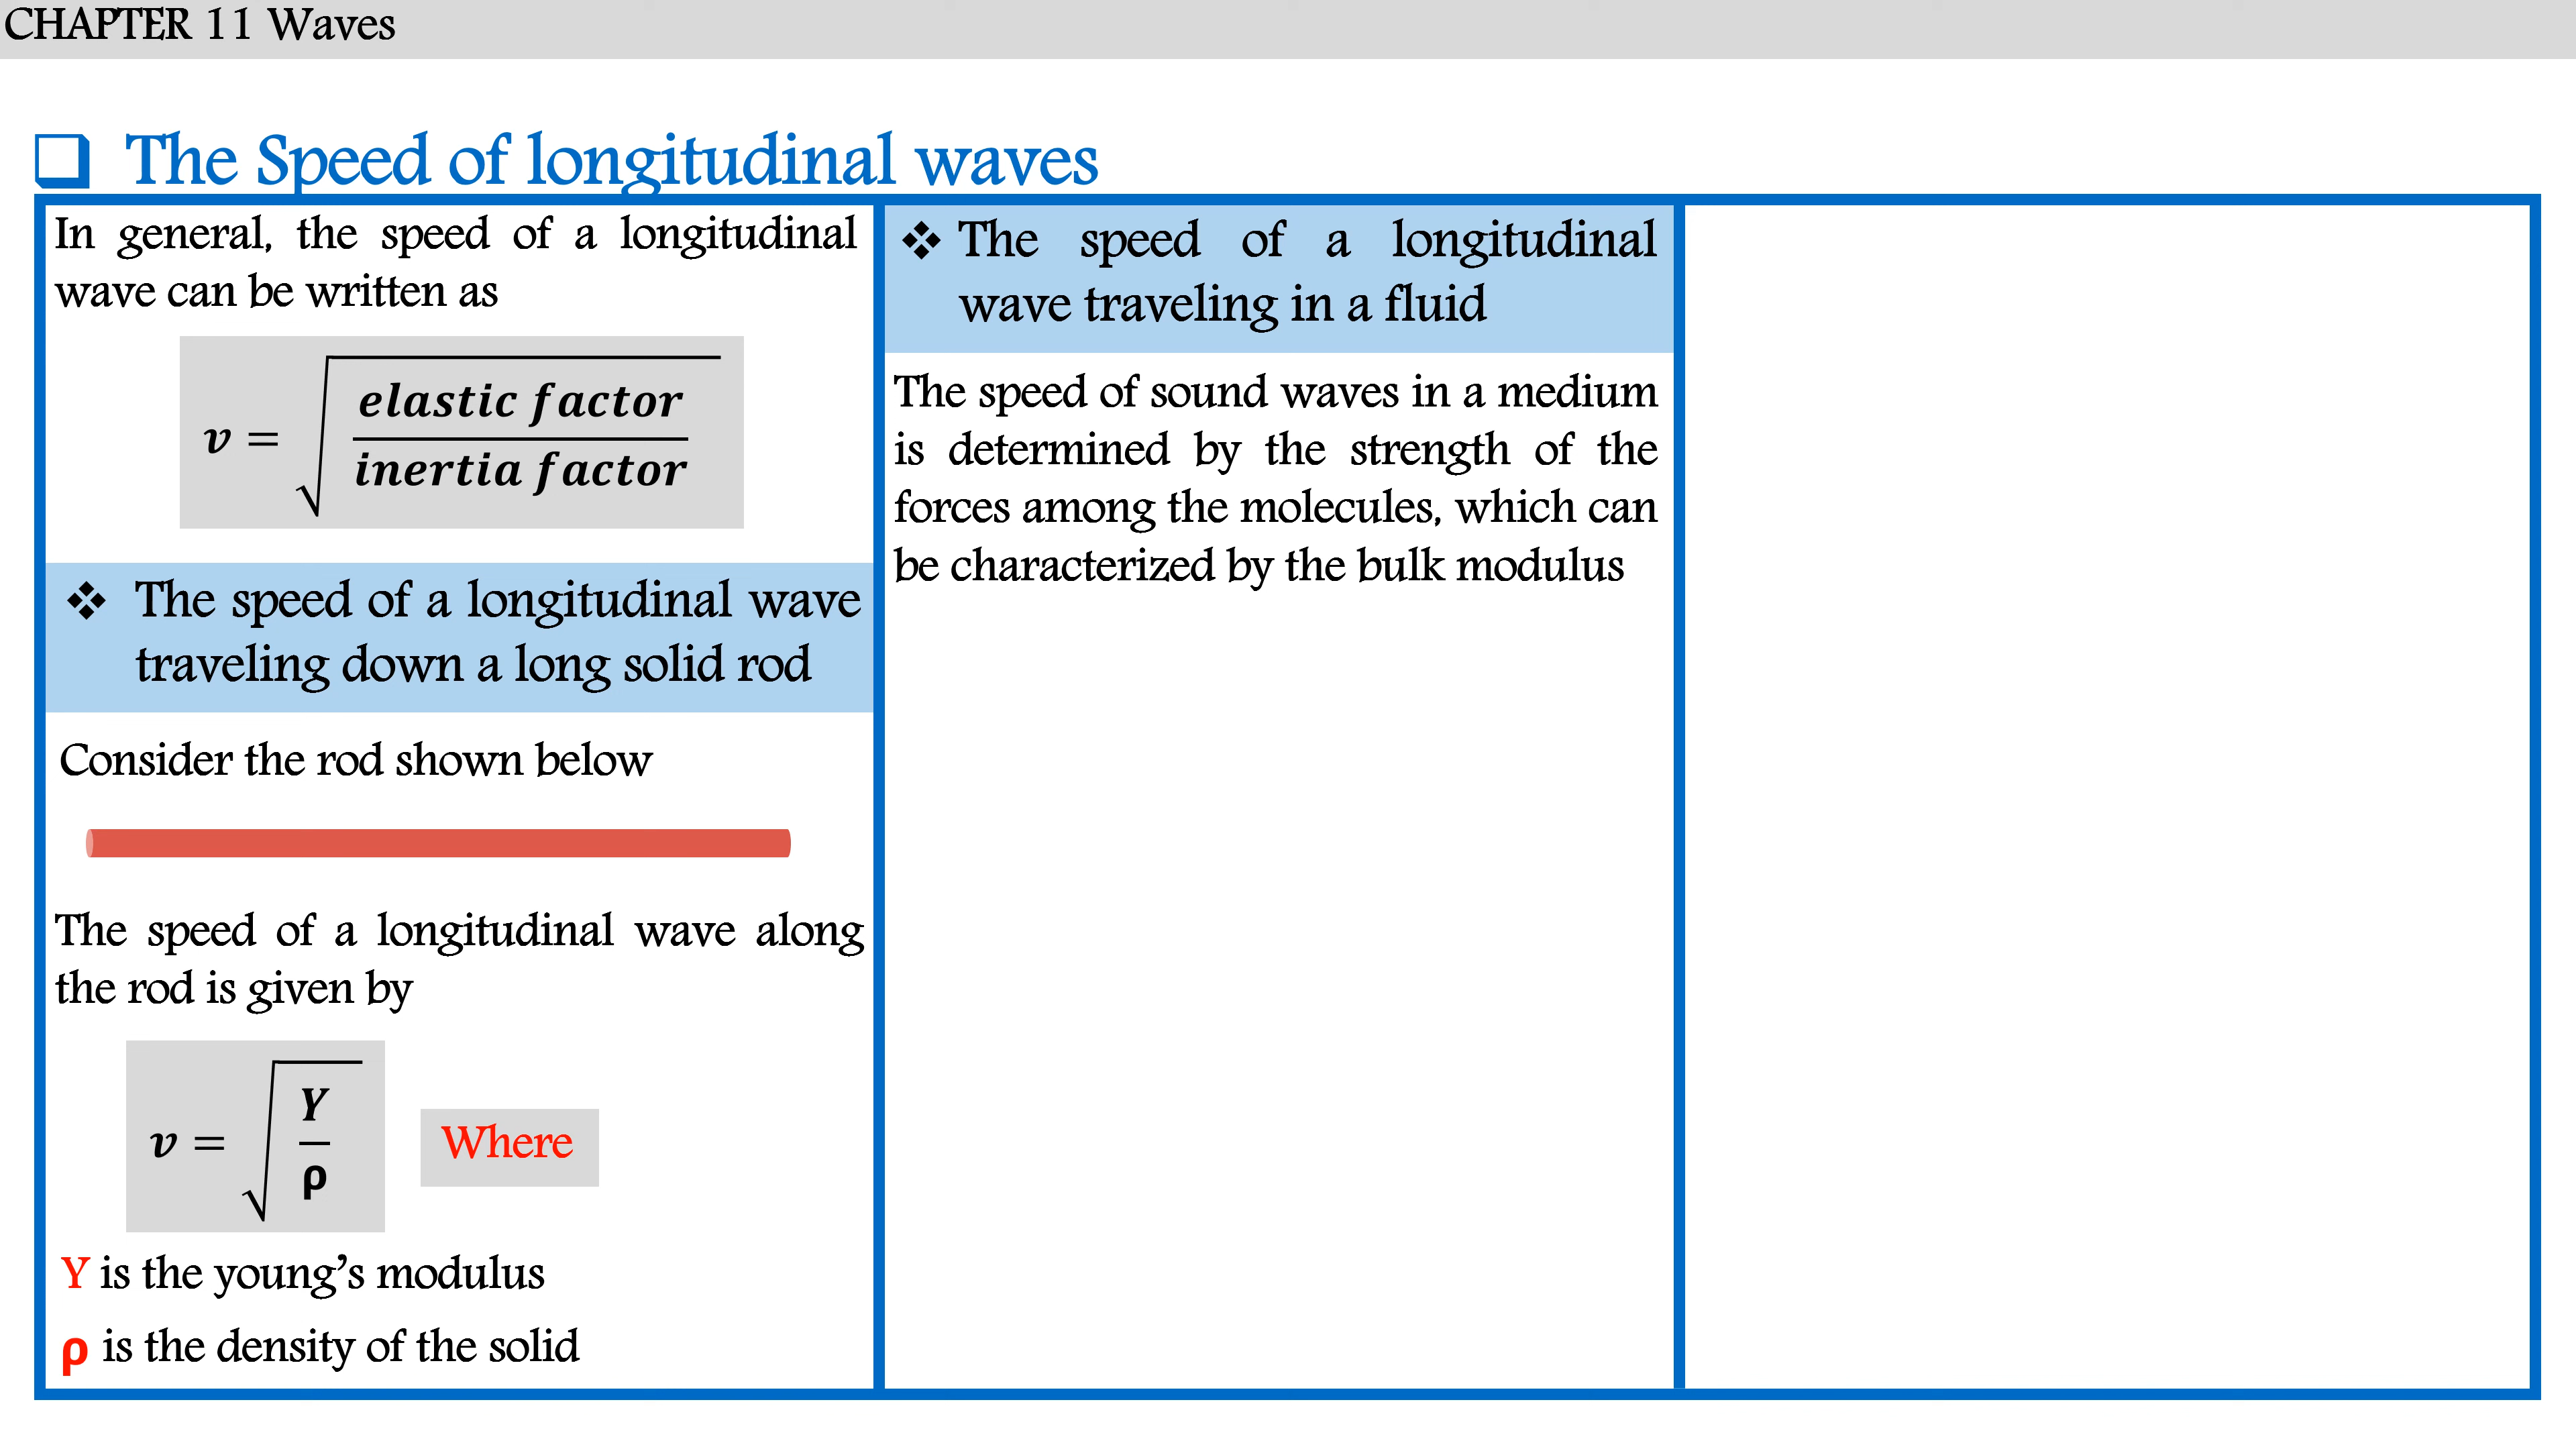 CHAPTER 11 Waves
❑ The Speed of longitudinal waves
In general, the speed of a longitudinal
wave can be written as
v = √(elastic factor / inertia factor)
❖ The speed of a longitudinal wave
traveling down a long solid rod
Consider the rod shown below
The speed of a longitudinal wave along
the rod is given by
v = √(Y / ρ)
Where
Y is the young's modulus
ρ is the density of the solid
❖ The speed of a longitudinal
wave traveling in a fluid
The speed of sound waves in a medium
is determined by the strength of the
forces among the molecules, which can
be characterized by the bulk modulus